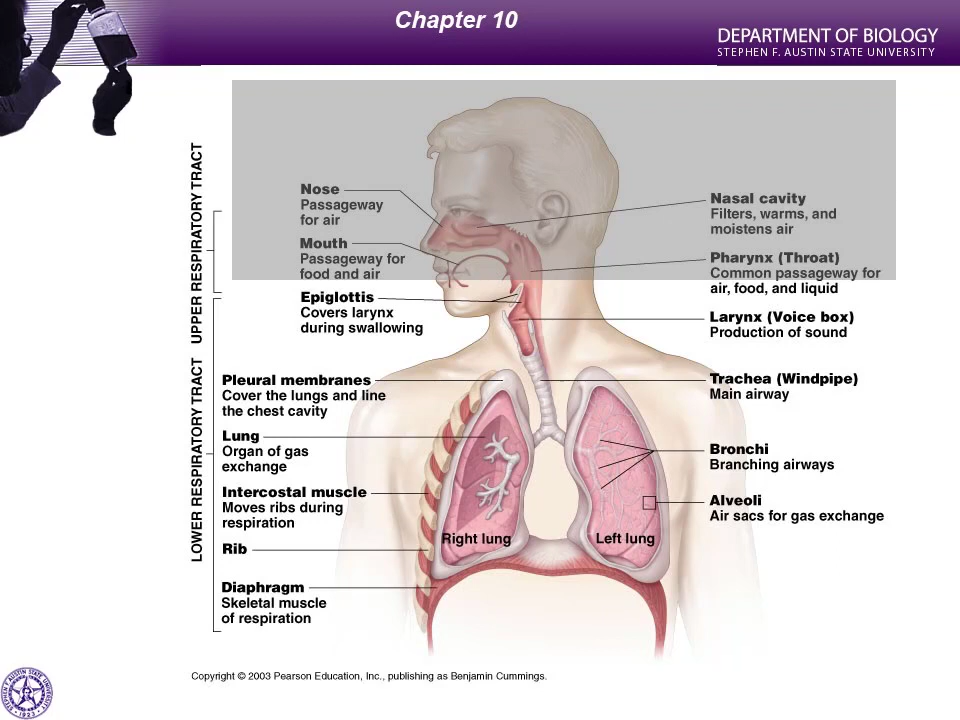 Chapter 10
DEPARTMENT OF BIOLOGY
STEPHEN F. AUSTIN STATE UNIVERSITY
UPPER RESPIRATORY TRACT
Nose
Passageway
for air
Mouth
Passageway for
food and air
Nasal cavity
Filters, warms, and
moistens air
Pharynx (Throat)
Common passageway for
air, food, and liquid
LOWER RESPIRATORY TRACT
Epiglottis
Covers larynx
during swallowing
Larynx (Voice box)
Production of sound
Pleural membranes
Cover the lungs and line
the chest cavity
Trachea (Windpipe)
Main airway
Lung
Organ of gas
exchange
Bronchi
Branching airways
Intercostal muscle
Moves ribs during
respiration
Alveoli
Air sacs for gas exchange
Rib
Right lung
Left lung
Diaphragm
Skeletal muscle
of respiration
Copyright © 2003 Pearson Education, Inc., publishing as Benjamin Cummings.
STEPHEN F. AUSTIN STATE UNIVERSITY
1923